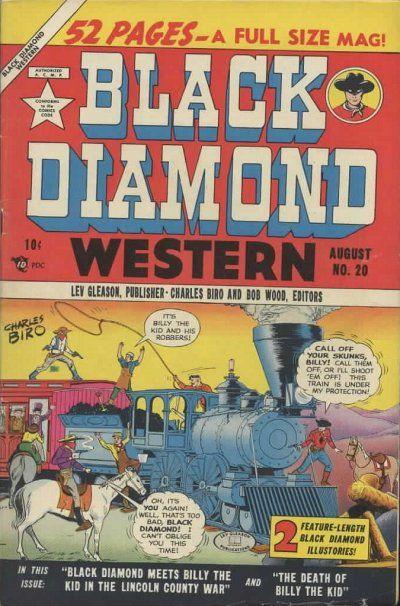 BLACK DIAMOND
WESTERN
52 PAGES - A FULL SIZE MAG!
AUTHORIZED
A.C.M.P.
CONFORMS
to the
COMICS
CODE
BLACK
DIAMOND
WESTERN
10¢
PDC
AUGUST
NO. 20
LEV GLEASON, PUBLISHER - CHARLES BIRO AND BOB WOOD, EDITORS
CHARLES
BIRO
IT'S
BILLY THE
KID AND HIS
ROBBERS!
CALL OFF
YOUR SKUNKS,
BILLY! CALL THEM
OFF, OR I'LL SHOOT
'EM OFF! THIS
TRAIN IS UNDER
MY PROTECTION!
OH, IT'S
YOU AGAIN!
WELL, THAT'S TOO
BAD, BLACK
DIAMOND! I
CAN'T OBLIGE
YOU THIS
TIME!
LEV GLEASON
PUBLICATIONS
2 FEATURE-LENGTH
BLACK DIAMOND
ILLUSTORIES!
IN THIS
ISSUE:
"BLACK DIAMOND MEETS BILLY THE
KID IN THE LINCOLN COUNTY WAR"
AND
"THE DEATH OF
BILLY THE KID"